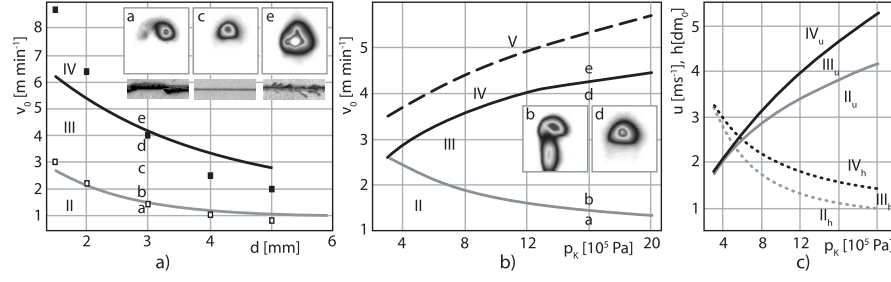 v₀ [m min⁻¹]
8
7
6
5
4
3
2
1
2
3
4
5
6
d [mm]
a)
IV
III
II
e
d
c
b
a
a
c
e
v₀ [m min⁻¹]
5
4
3
2
1
4
8
12
16
20
pK [10⁵ Pa]
b)
V
IV
III
II
e
d
b
a
b
d
u [ms⁻¹], h[dm₀]
5
4
3
2
1
4
8
12
16
pK [10⁵ Pa]
c)
IVu
IIIu
IIu
IVh
IIIh
IIh